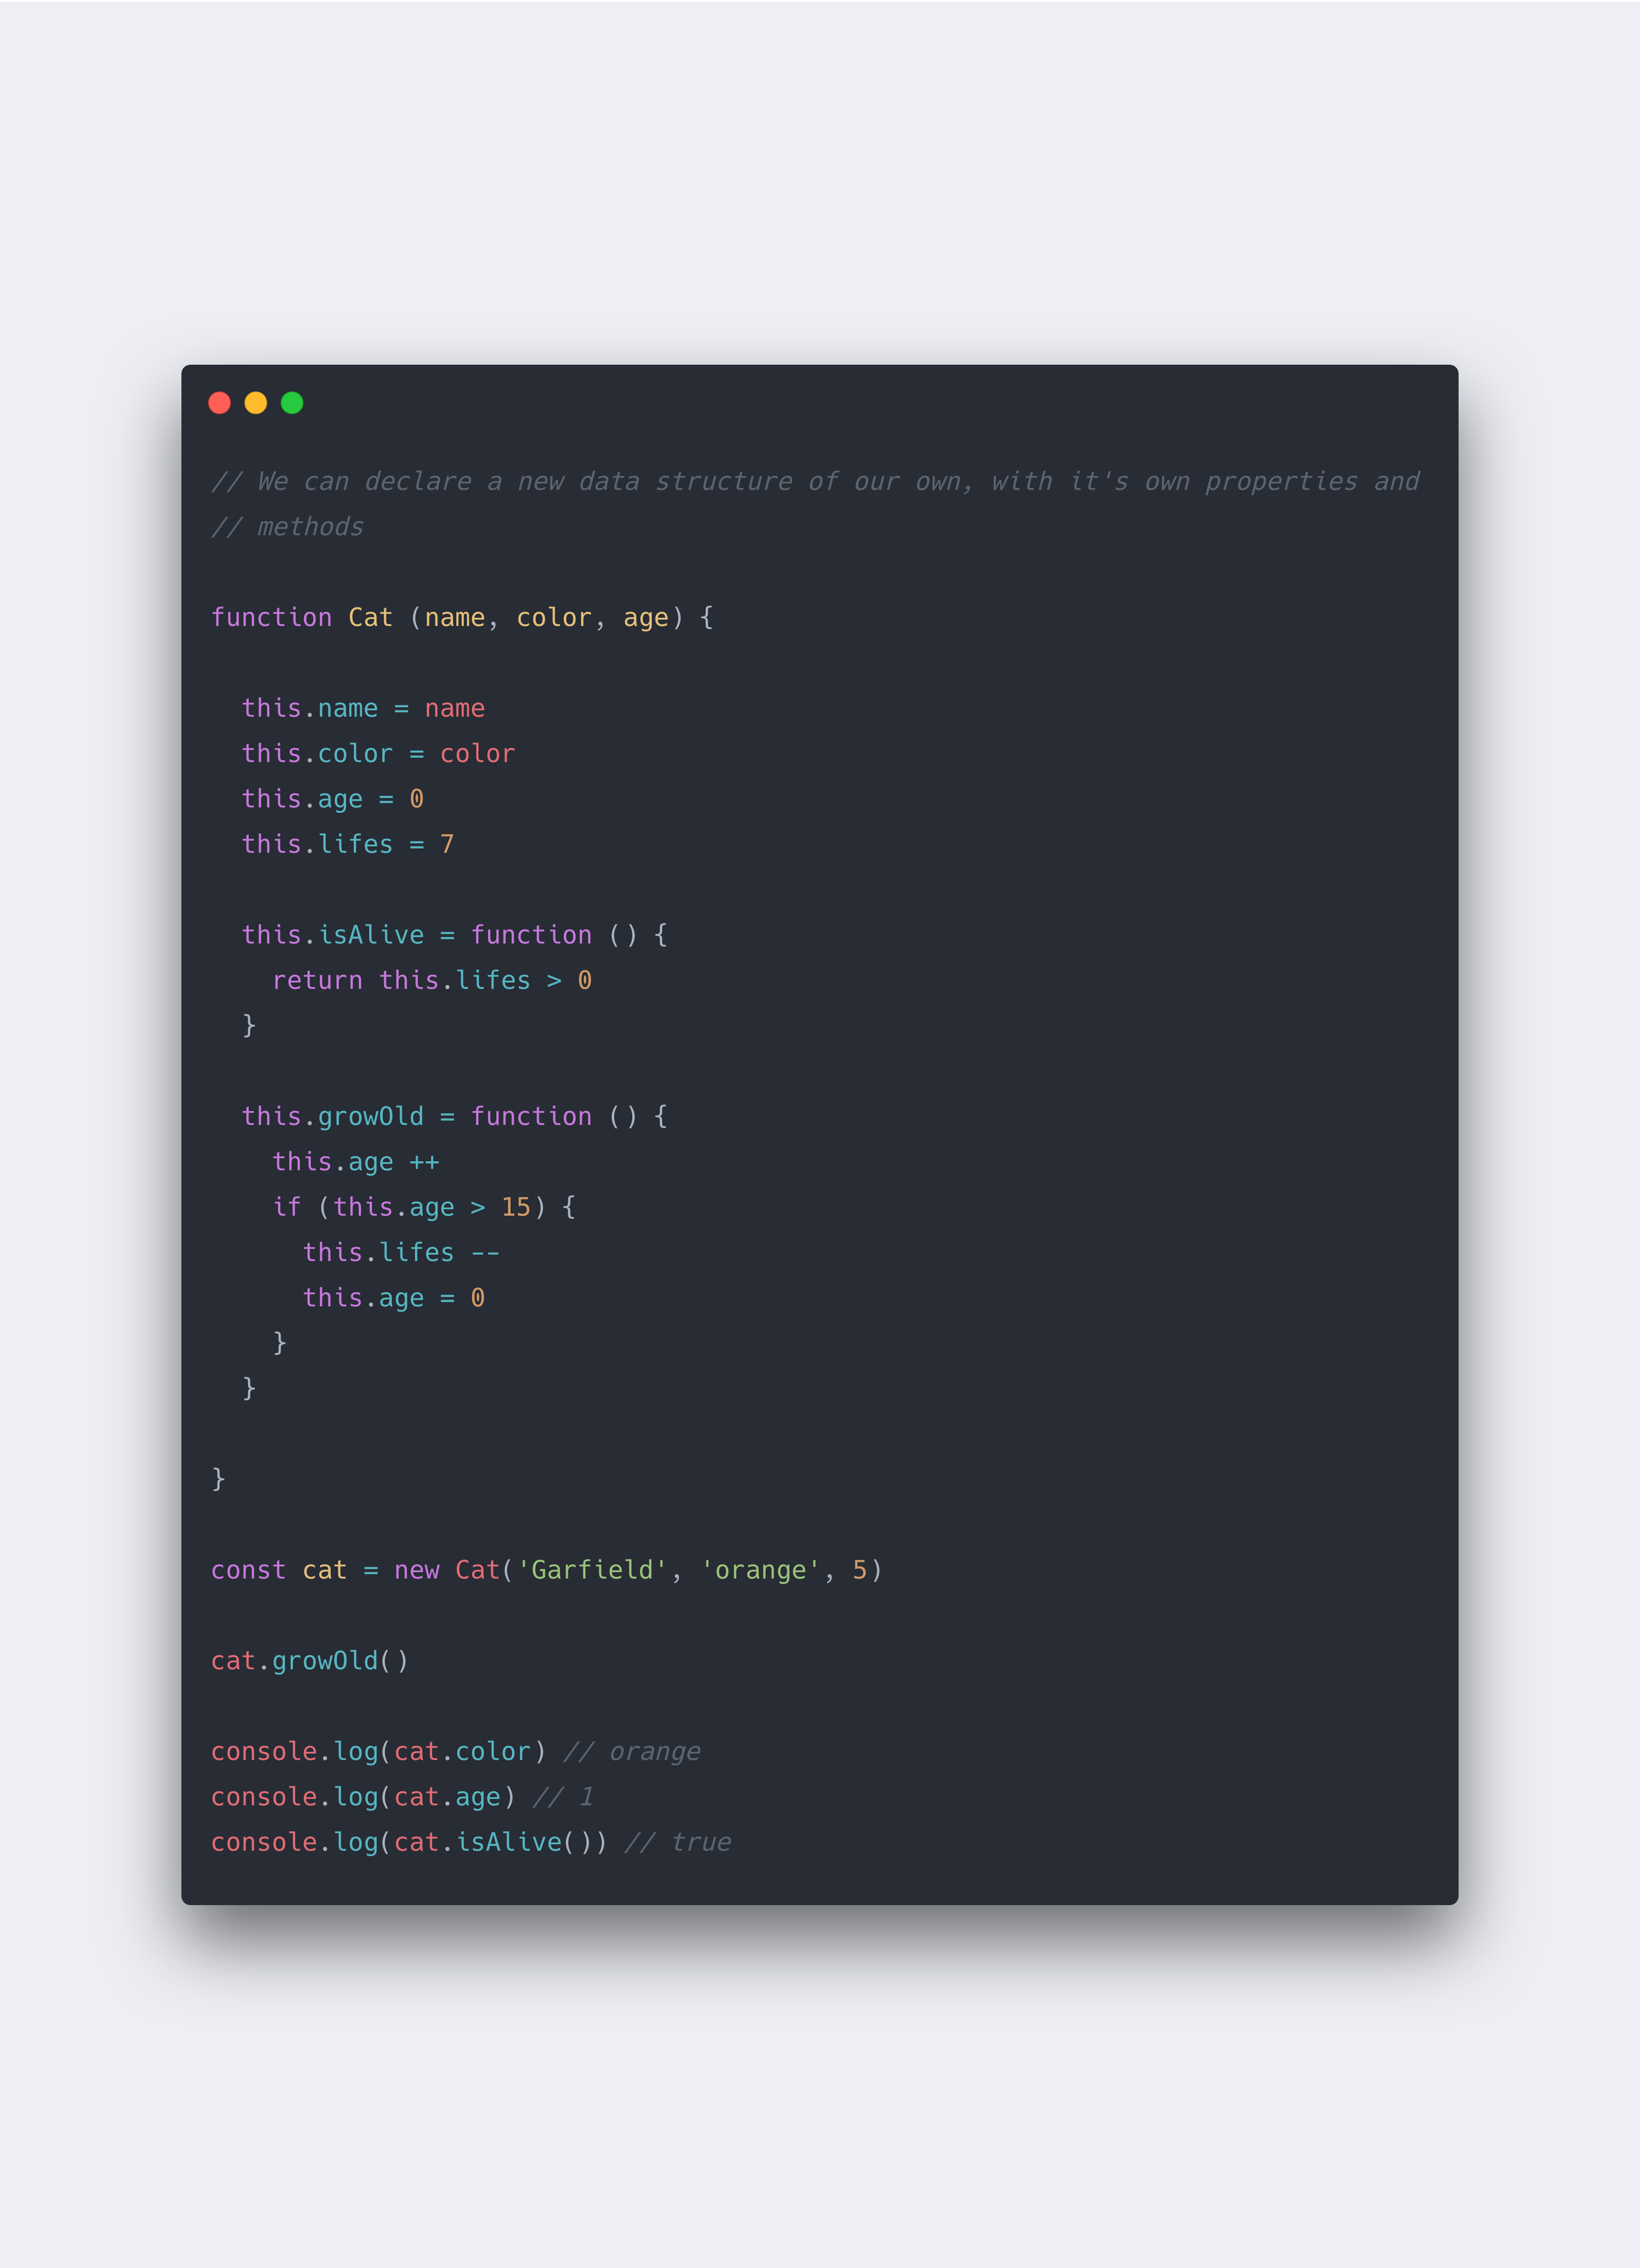 // We can declare a new data structure of our own, with it's own properties and
// methods
function Cat (name, color, age) {
  this.name = name
  this.color = color
  this.age = 0
  this.lifes = 7
  this.isAlive = function () {
    return this.lifes > 0
  }
  this.growOld = function () {
    this.age ++
    if (this.age > 15) {
      this.lifes --
      this.age = 0
    }
  }
}
const cat = new Cat('Garfield', 'orange', 5)
cat.growOld()
console.log(cat.color) // orange
console.log(cat.age) // 1
console.log(cat.isAlive()) // true